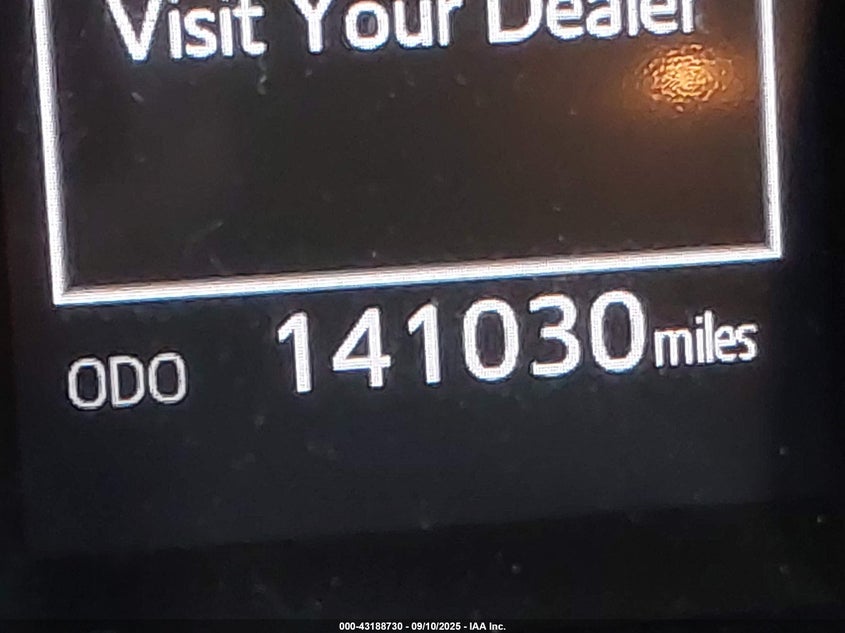 Visit Your Dealer
ODO 141030 miles
000-43188730 - 09/10/2025 - IAA Inc.